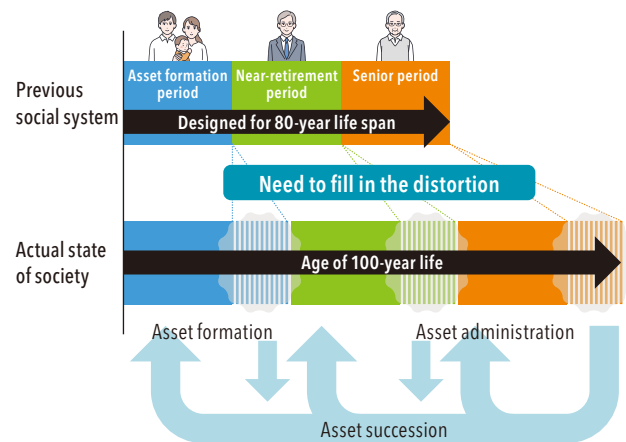 Asset formation
period
Near-retirement
period
Senior period
Previous
social system
Designed for 80-year life span
Need to fill in the distortion
Actual state
of society
Age of 100-year life
Asset formation
Asset administration
Asset succession